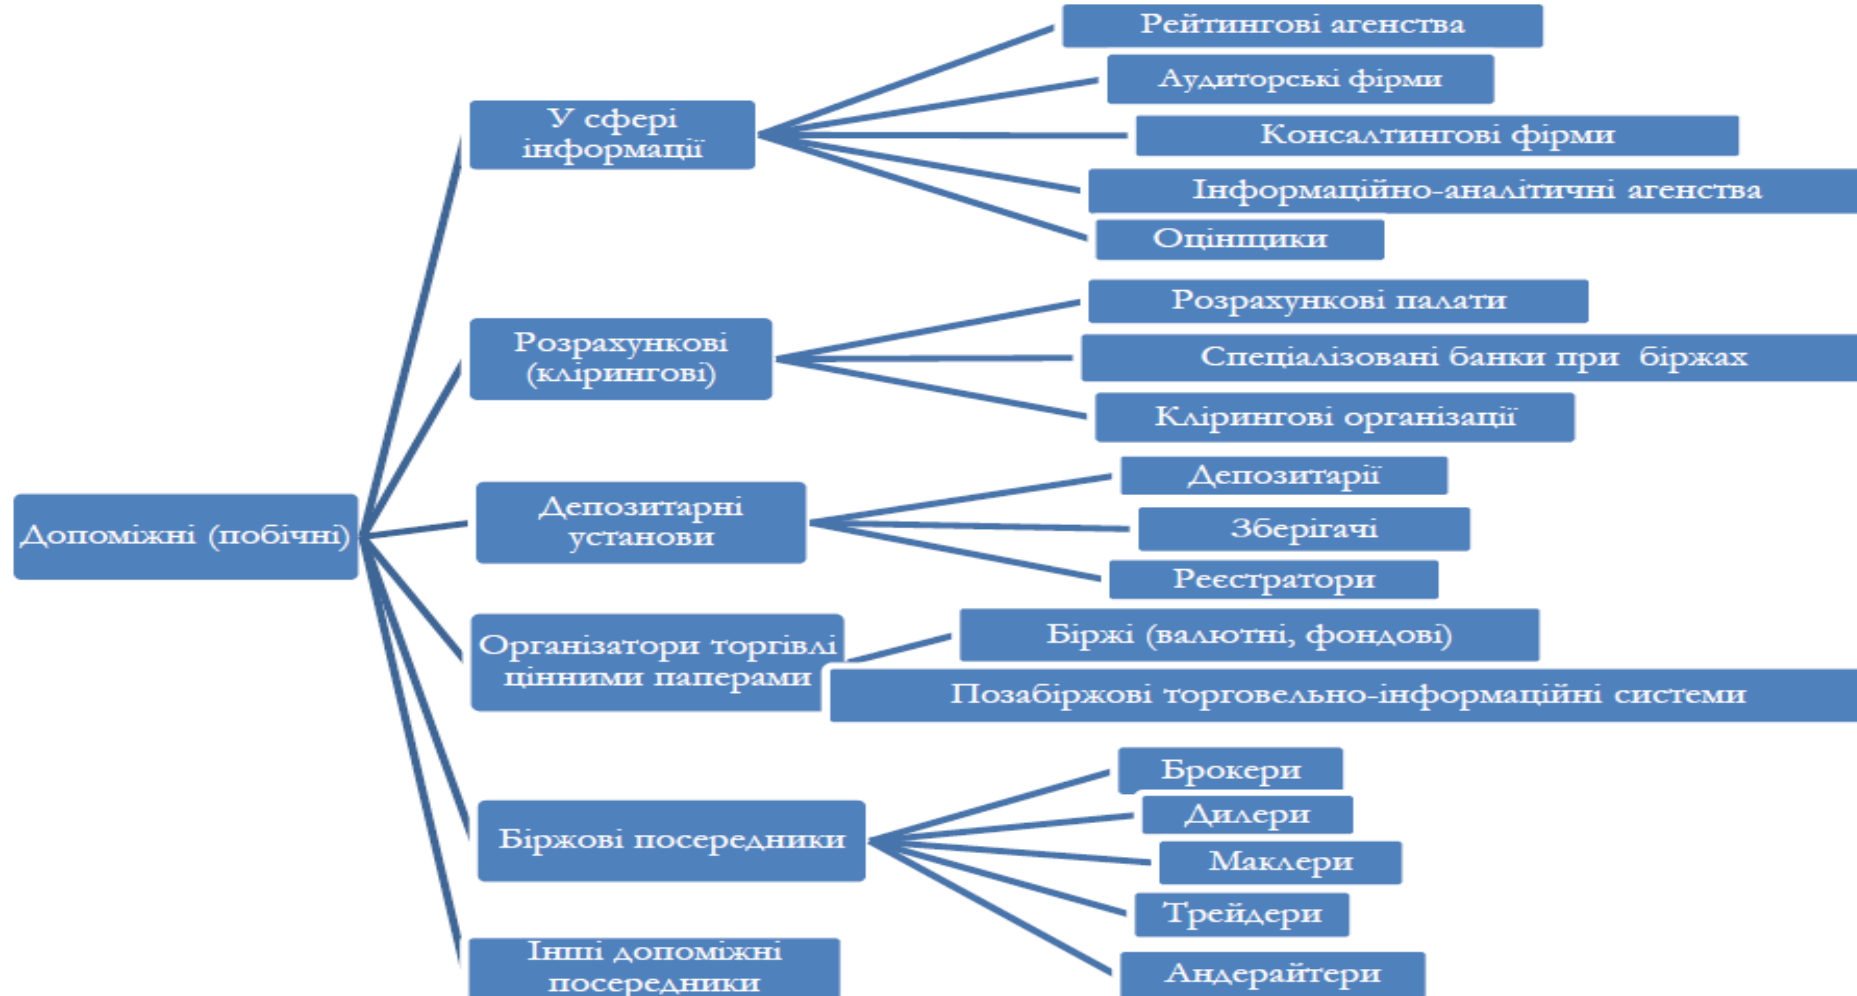 Допоміжні (побічні)
У сфері
інформації
Рейтингові агенства
Аудиторські фірми
Консалтингові фірми
Інформаційно-аналітичні агенства
Оцінщики
Розрахункові
(клірингові)
Розрахункові палати
Спеціалізовані банки при біржах
Клірингові організації
Депозитарні
установи
Депозитарії
Зберігачі
Реєстратори
Організатори торгівлі
цінними паперами
Біржі (валютні, фондові)
Позабіржові торговельно-інформаційні системи
Біржові посередники
Брокери
Дилери
Маклери
Трейдери
Андерайтери
Інші допоміжні
посередники